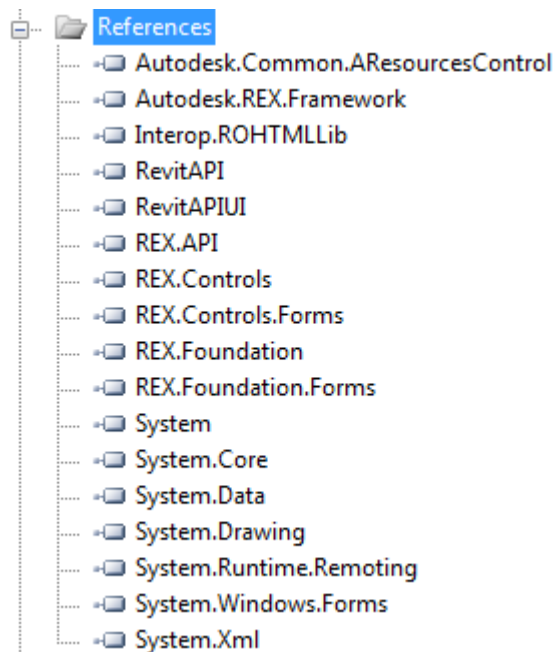 References
Autodesk.Common.AResourcesControl
Autodesk.REX.Framework
Interop.ROHTMLLib
RevitAPI
RevitAPIUI
REX.API
REX.Controls
REX.Controls.Forms
REX.Foundation
REX.Foundation.Forms
System
System.Core
System.Data
System.Drawing
System.Runtime.Remoting
System.Windows.Forms
System.Xml